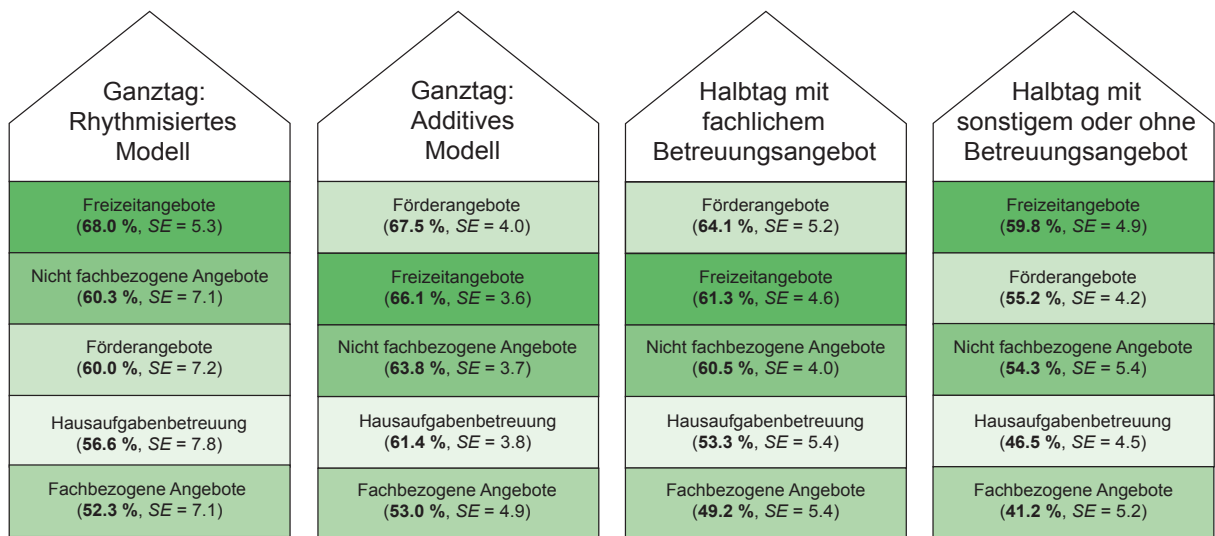 Ganztag:
Rhythmisiertes
Modell
Freizeitangebote
(68.0 %, SE = 5.3)
Nicht fachbezogene Angebote
(60.3 %, SE = 7.1)
Förderangebote
(60.0 %, SE = 7.2)
Hausaufgabenbetreuung
(56.6 %, SE = 7.8)
Fachbezogene Angebote
(52.3 %, SE = 7.1)
Ganztag:
Additives
Modell
Förderangebote
(67.5 %, SE = 4.0)
Freizeitangebote
(66.1 %, SE = 3.6)
Nicht fachbezogene Angebote
(63.8 %, SE = 3.7)
Hausaufgabenbetreuung
(61.4 %, SE = 3.8)
Fachbezogene Angebote
(53.0 %, SE = 4.9)
Halbtag mit
fachlichem
Betreuungsangebot
Förderangebote
(64.1 %, SE = 5.2)
Freizeitangebote
(61.3 %, SE = 4.6)
Nicht fachbezogene Angebote
(60.5 %, SE = 4.0)
Hausaufgabenbetreuung
(53.3 %, SE = 5.4)
Fachbezogene Angebote
(49.2 %, SE = 5.4)
Halbtag mit
sonstigem oder ohne
Betreuungsangebot
Freizeitangebote
(59.8 %, SE = 4.9)
Förderangebote
(55.2 %, SE = 4.2)
Nicht fachbezogene Angebote
(54.3 %, SE = 5.4)
Hausaufgabenbetreuung
(46.5 %, SE = 4.5)
Fachbezogene Angebote
(41.2 %, SE = 5.2)